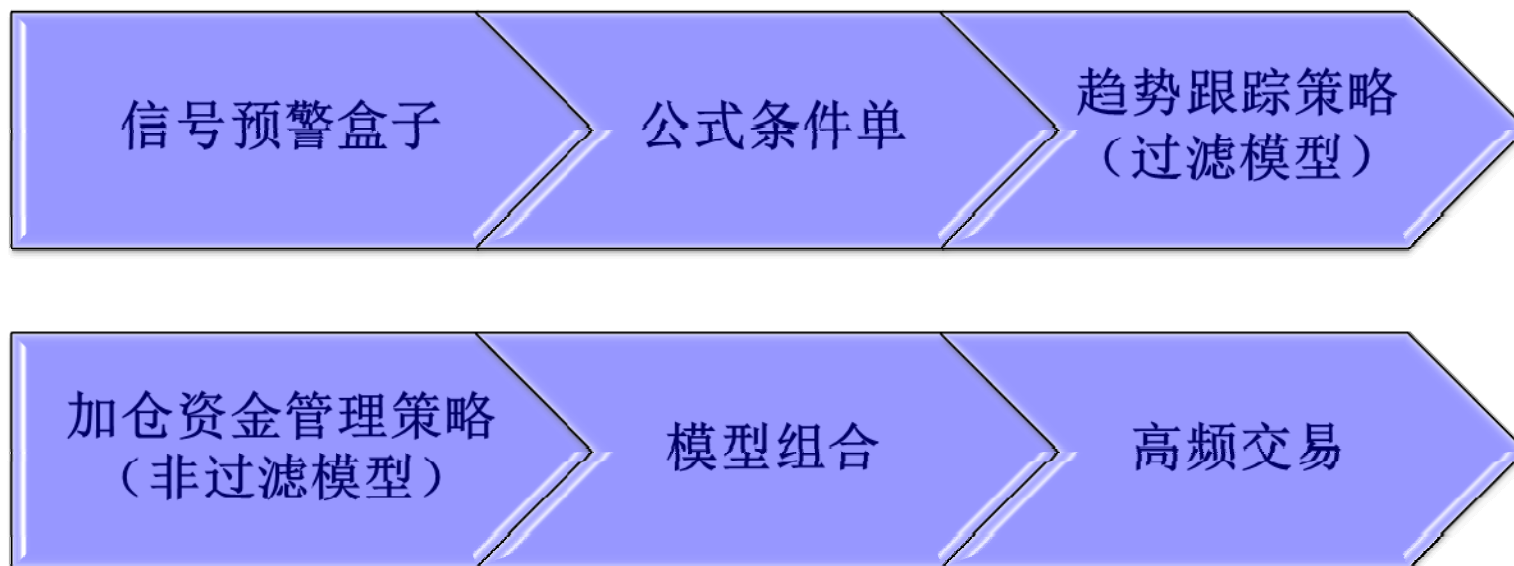 信号预警盒子
公式条件单
趋势跟踪策略
（过滤模型）
加仓资金管理策略
（非过滤模型）
模型组合
高频交易